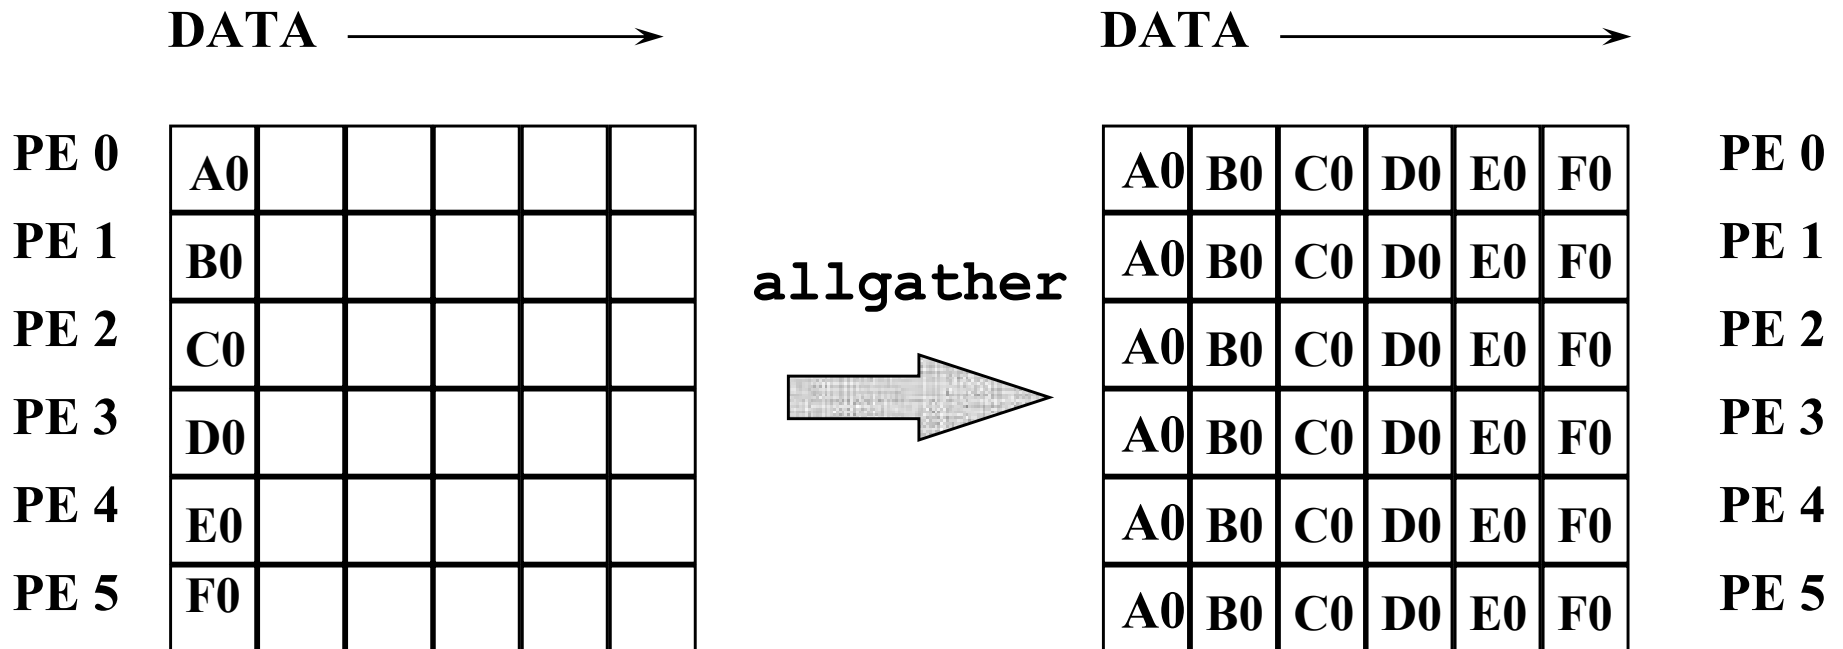 DATA DATA
PE 0 A0 A0 B0 C0 D0 E0 F0 PE 0
PE 1 B0 A0 B0 C0 D0 E0 F0 PE 1
allgather
PE 2 C0 A0 B0 C0 D0 E0 F0 PE 2
PE 3 D0 A0 B0 C0 D0 E0 F0 PE 3
PE 4 E0 A0 B0 C0 D0 E0 F0 PE 4
PE 5 F0 A0 B0 C0 D0 E0 F0 PE 5